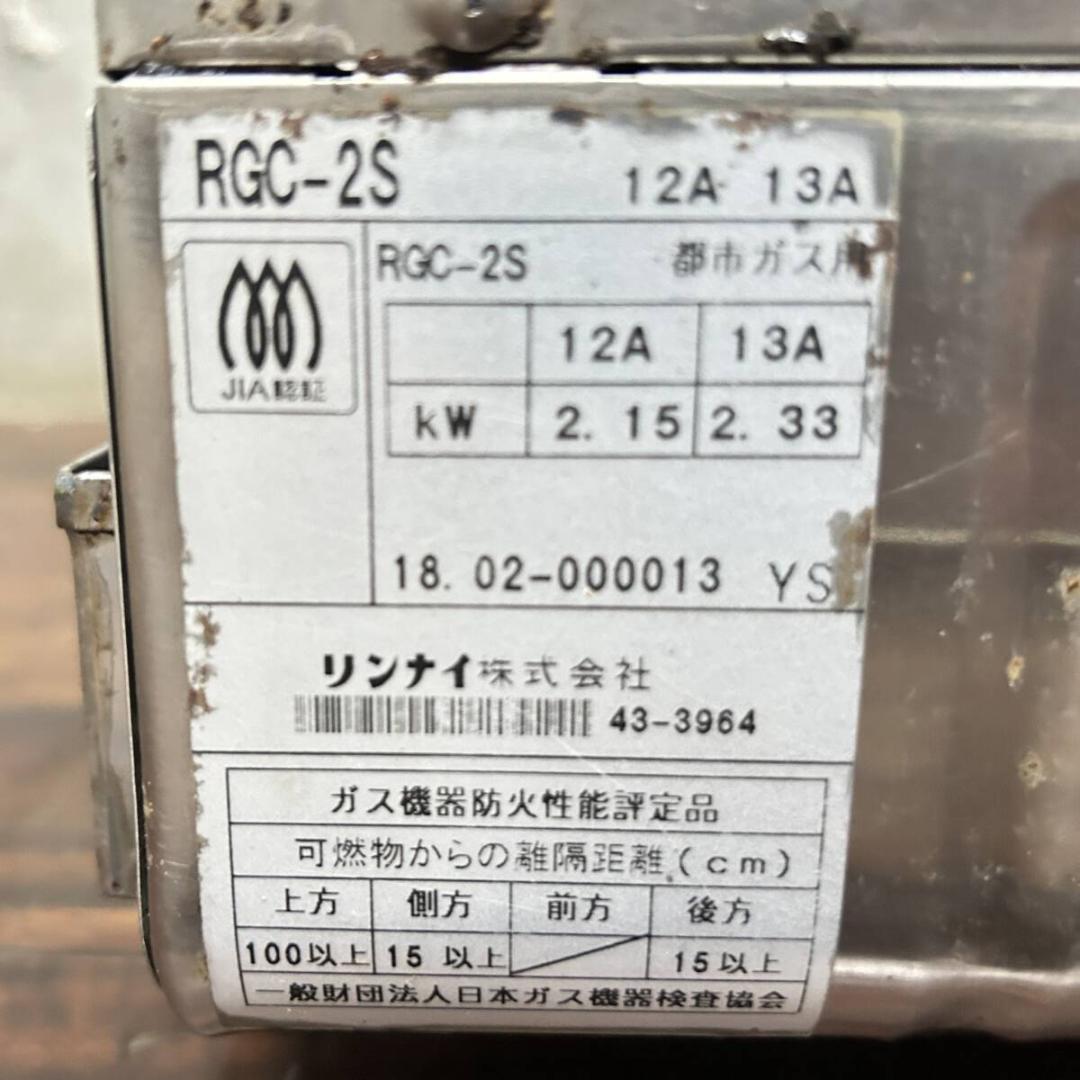 RGC-2S 12A 13A
JIA認証
RGC-2S 都市ガス用
12A 13A
kW 2.15 2.33
18.02-000013 YS
リンナイ株式会社
43-3964
ガス機器防火性能評定品
可燃物からの離隔距離(cm)
上方 側方 前方 後方
100以上 15以上 15以上
一般財団法人日本ガス機器検査協会